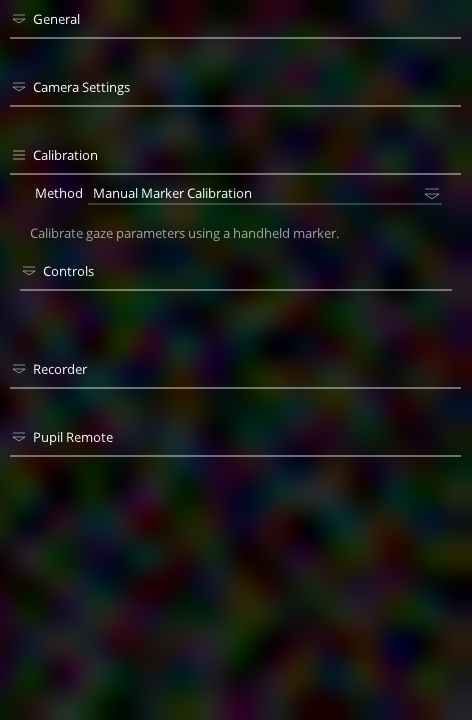 General
Camera Settings
Calibration
Method Manual Marker Calibration
Calibrate gaze parameters using a handheld marker.
Controls
Recorder
Pupil Remote